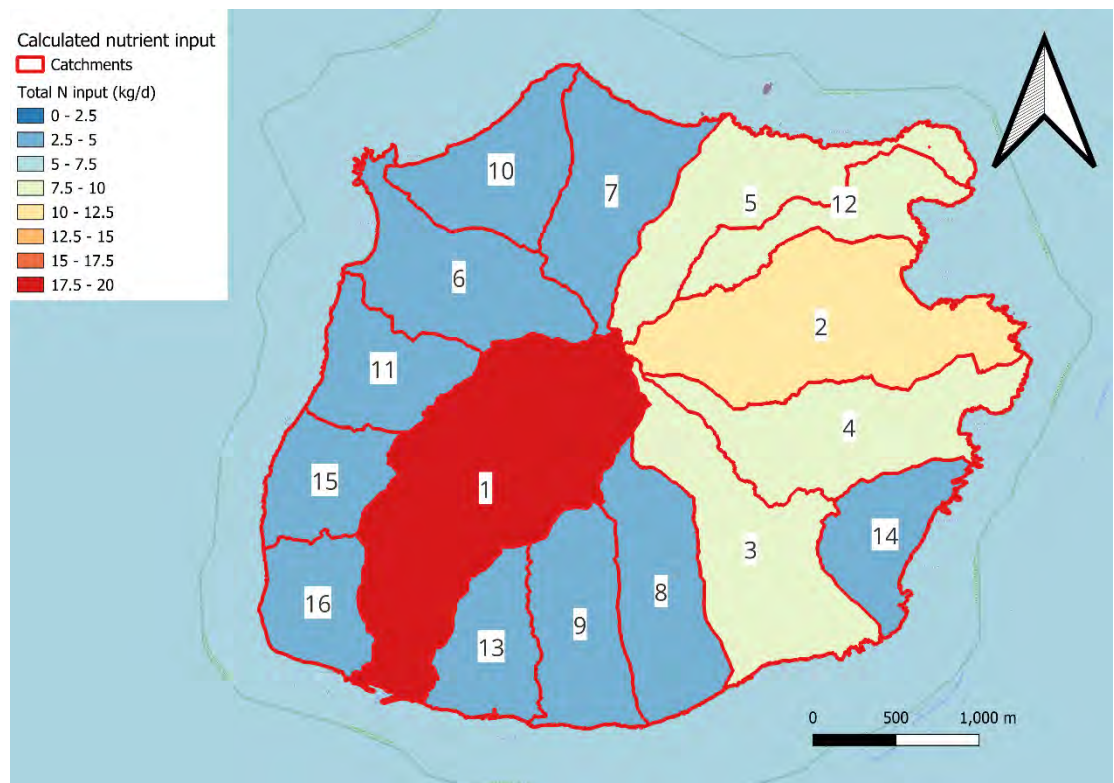 Calculated nutrient input
Catchments
Total N input (kg/d)
0 - 2.5
2.5 - 5
5 - 7.5
7.5 - 10
10 - 12.5
12.5 - 15
15 - 17.5
17.5 - 20
10
7
5
12
6
2
11
4
15
1
14
3
16
8
9
13
0 500 1,000 m